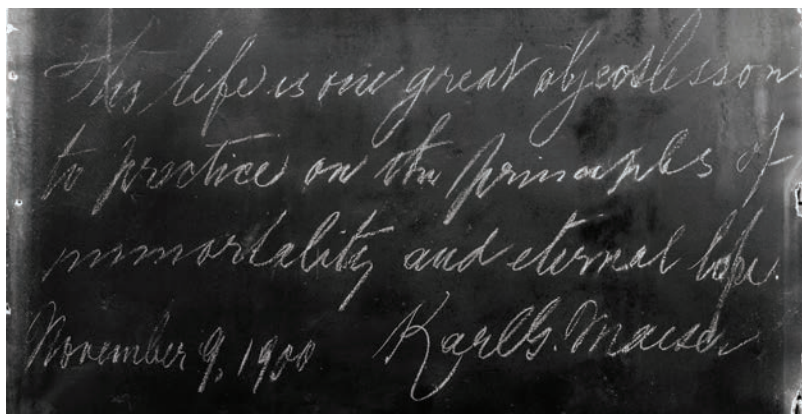 This life is one great objectlesson
to practice on the principles of
immortality and eternal life.
November 9, 1900 Karl G. Maeser